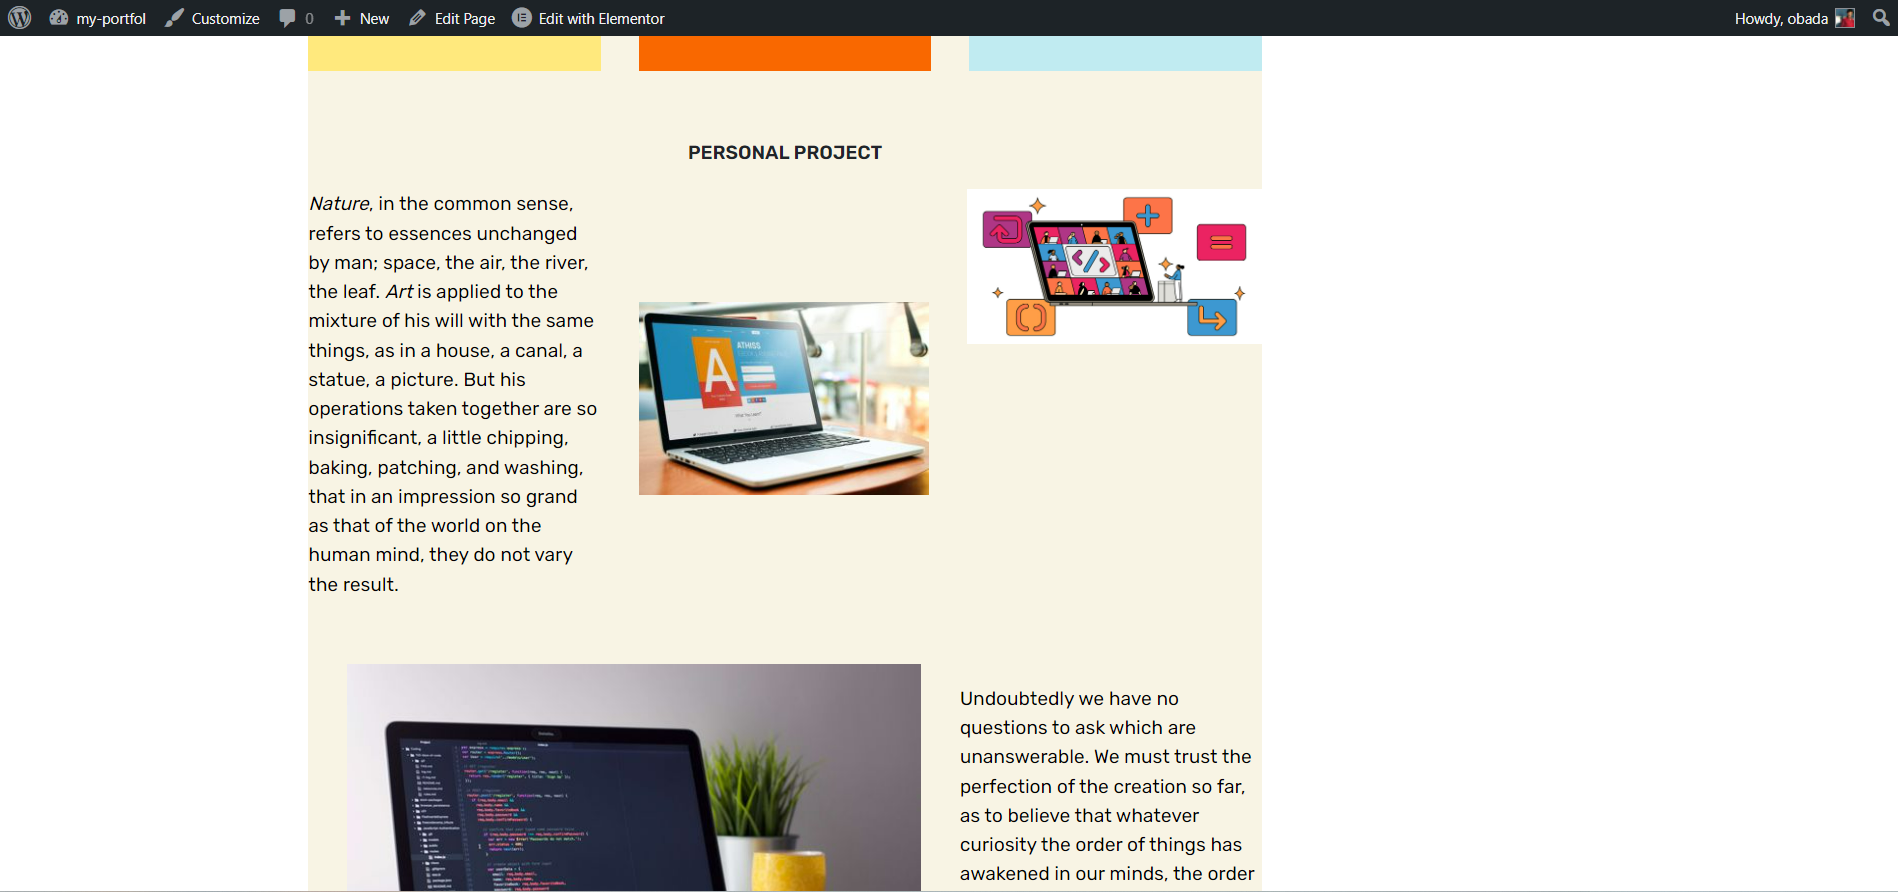 my-portfol Customize 0 New Edit Page Edit with Elementor Howdy, obada
PERSONAL PROJECT
Nature, in the common sense,
refers to essences unchanged
by man; space, the air, the river,
the leaf. Art is applied to the
mixture of his will with the same
things, as in a house, a canal, a
statue, a picture. But his
operations taken together are so
insignificant, a little chipping,
baking, patching, and washing,
that in an impression so grand
as that of the world on the
human mind, they do not vary
the result.
A
ATHISS
What You Learn?
Undoubtedly we have no
questions to ask which are
unanswerable. We must trust the
perfection of the creation so far,
as to believe that whatever
curiosity the order of things has
awakened in our minds, the order